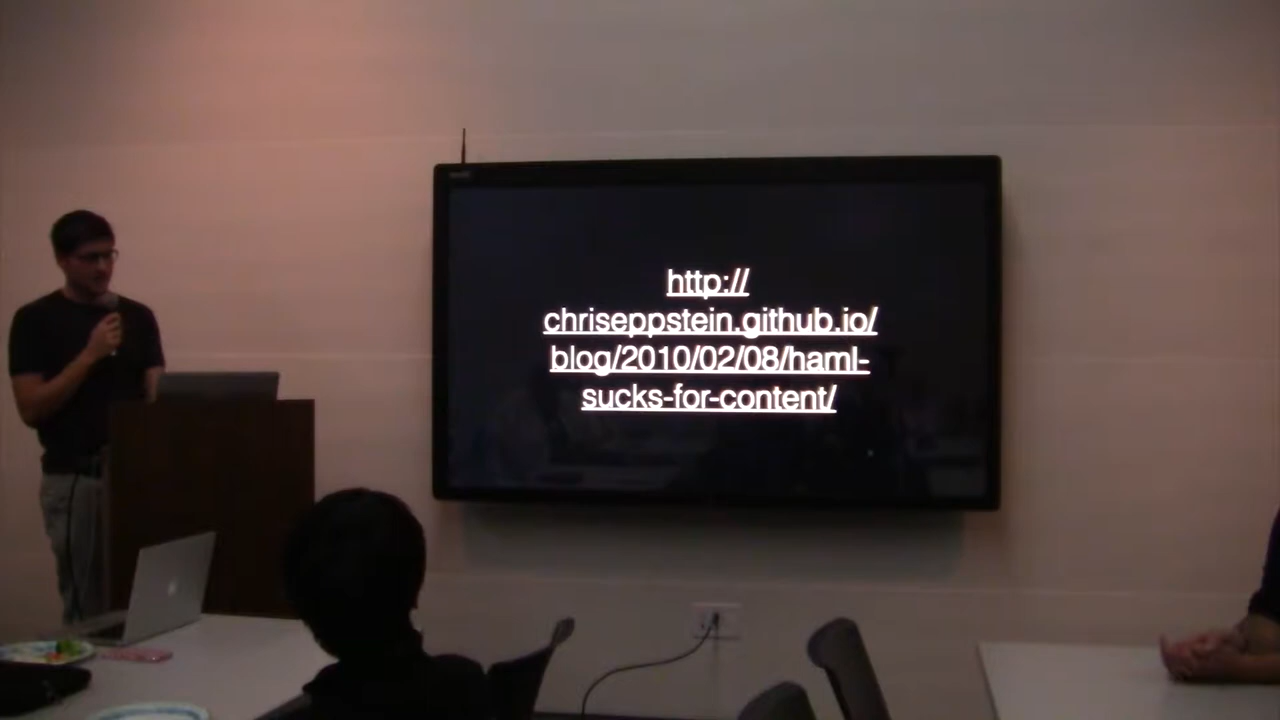 http://
chriseppstein.github.io/
blog/2010/02/08/haml-
sucks-for-content/